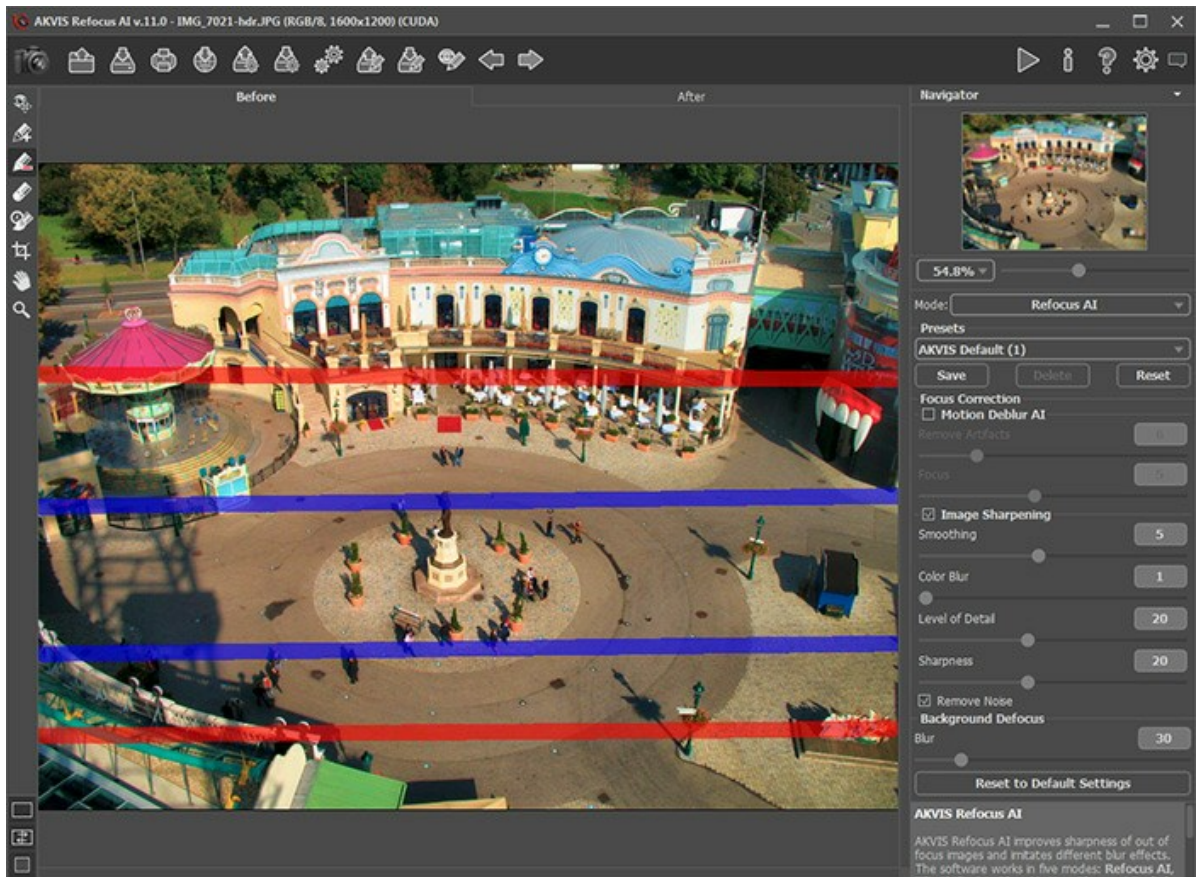 AKVIS Refocus AI v.11.0 - IMG_7021-hdr.JPG (RGB/8, 1600x1200) (CUDA)
Before
After
Navigator
54.8%
Mode: Refocus AI
Presets
AKVIS Default (1)
Save Delete Reset
Focus Correction
Motion Deblur AI
Remove Artifacts 6
Focus 5
Image Sharpening
Smoothing 5
Color Blur 1
Level of Detail 20
Sharpness 20
Remove Noise
Background Defocus
Blur 30
Reset to Default Settings
AKVIS Refocus AI
AKVIS Refocus AI improves sharpness of out of
focus images and imitates different blur effects.
The software works in five modes: Refocus AI,